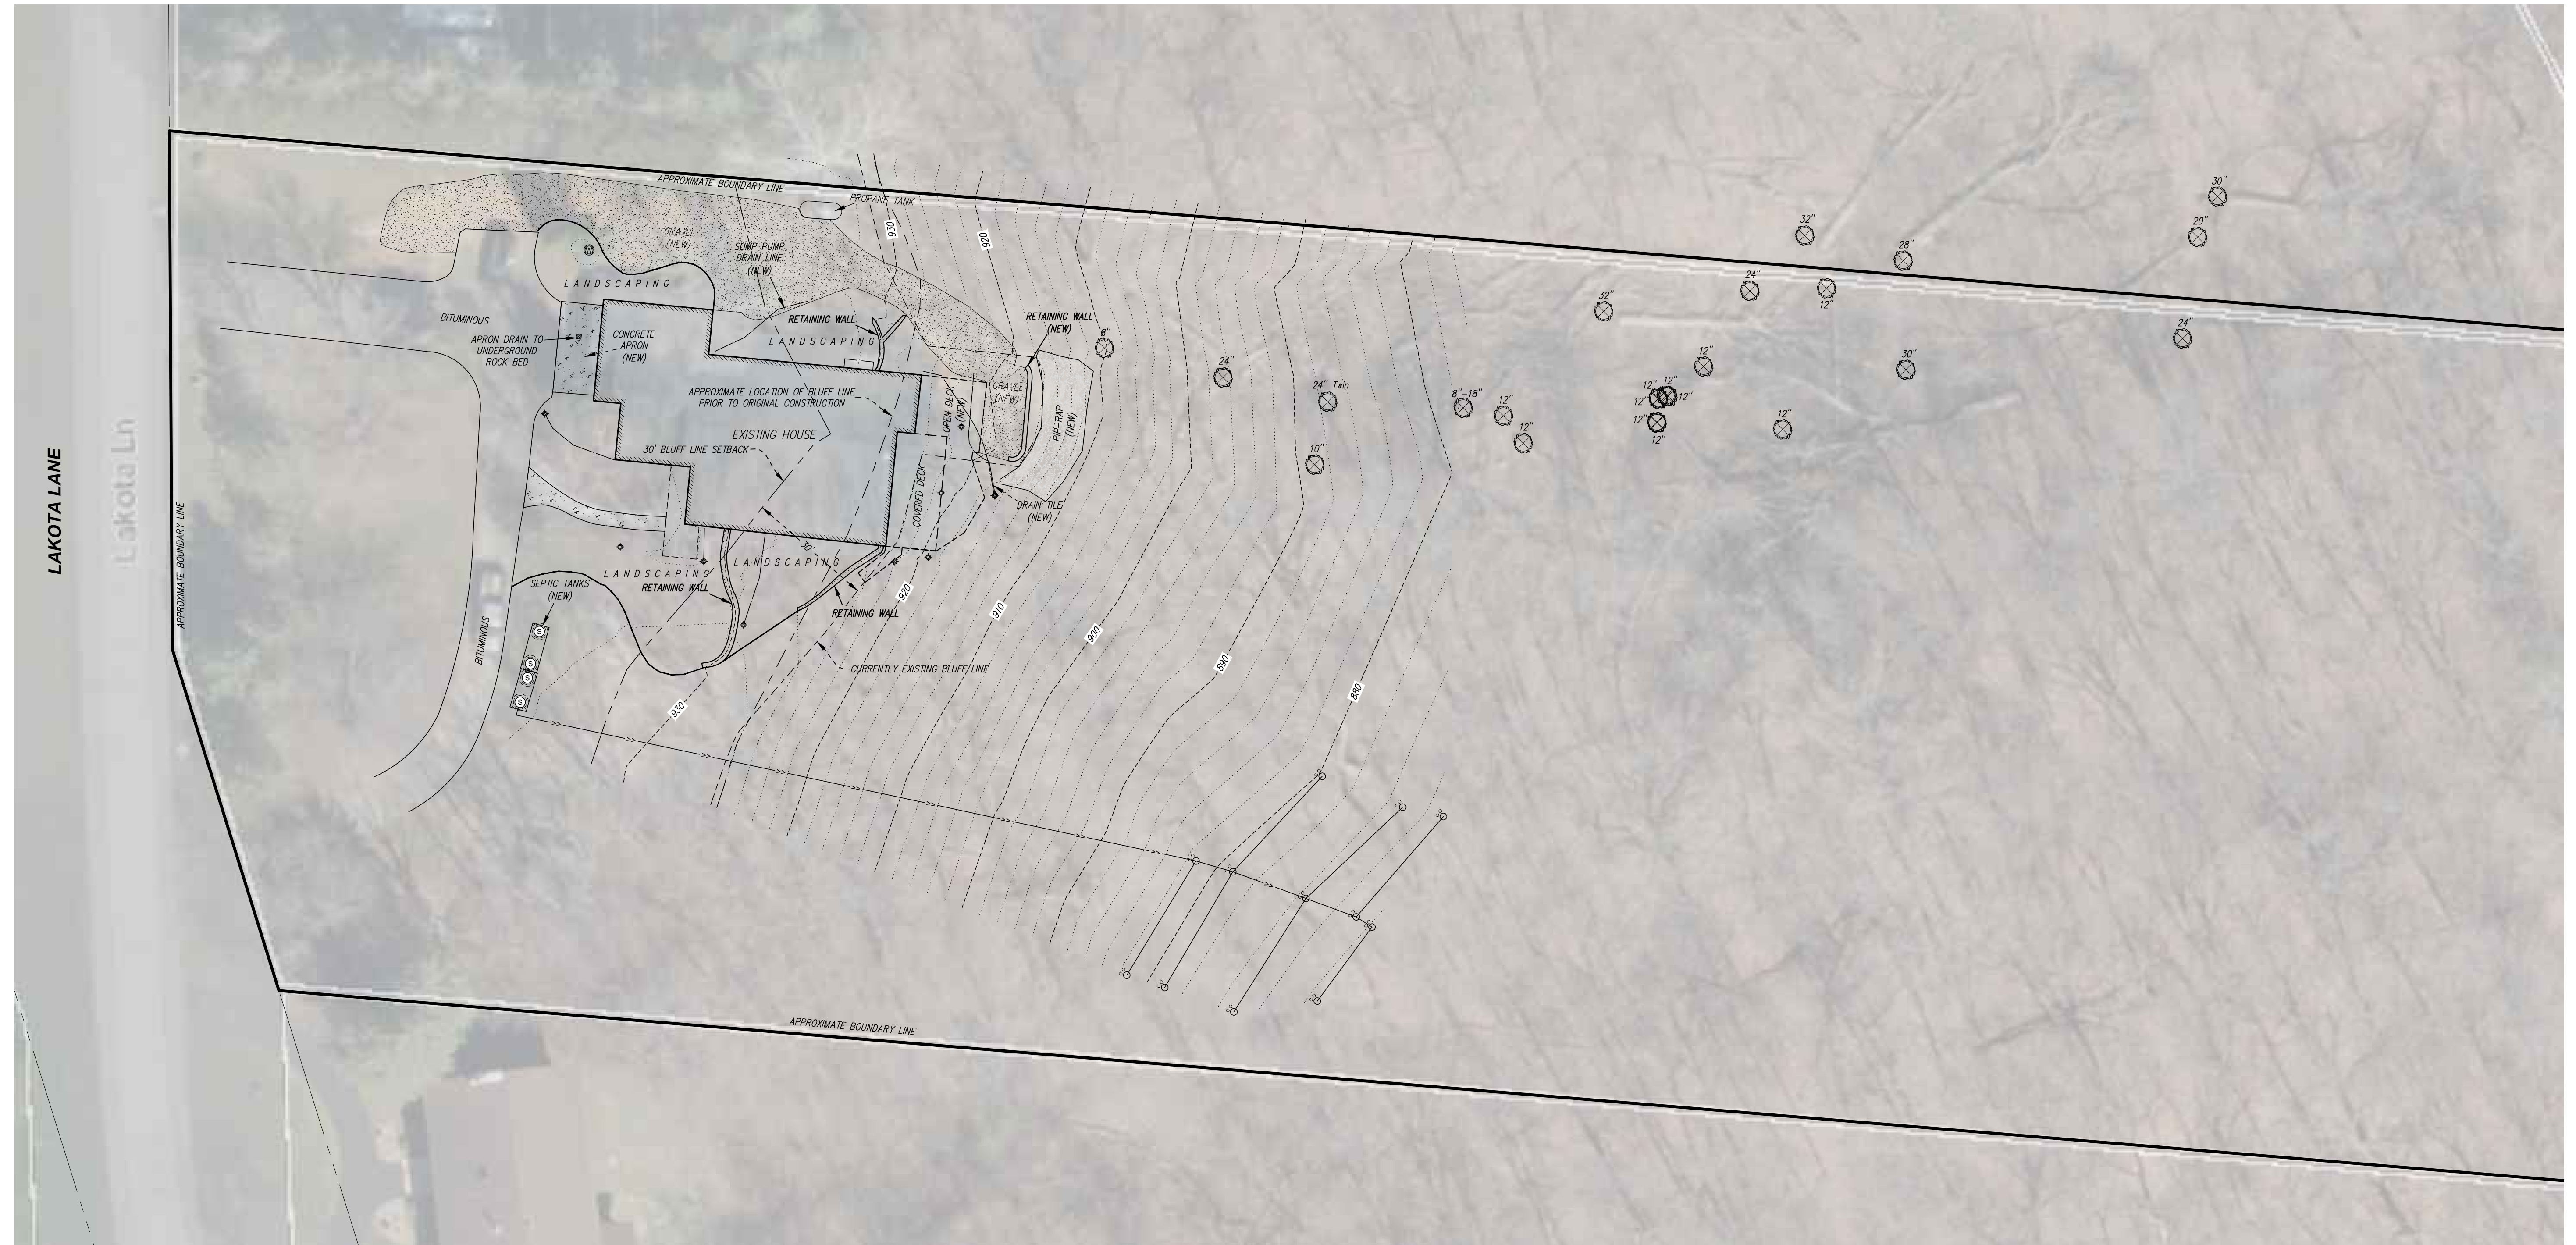 LAKOTA LANE
Lakota Ln
APPROXIMATE BOUNDARY LINE
APPROXIMATE BOUNDARY LINE
PROPANE TANK
GRAVEL
(NEW)
SUMP PUMP
DRAIN LINE
(NEW)
930
920
LANDSCAPING
W
BITUMINOUS
APRON DRAIN TO
UNDERGROUND
ROCK BED
CONCRETE
APRON
(NEW)
RETAINING WALL
LANDSCAPING
RETAINING WALL
(NEW)
APPROXIMATE LOCATION OF BLUFF LINE
PRIOR TO ORIGINAL CONSTRUCTION
EXISTING HOUSE
30' BLUFF LINE SETBACK
OPEN DECK
(NEW)
GRAVEL
(NEW)
RIP-RAP
(NEW)
COVERED DECK
DRAIN TILE
(NEW)
30'
LANDSCAPING
LANDSCAPING
RETAINING WALL
RETAINING WALL
SEPTIC TANKS
(NEW)
S
S
S
S
BITUMINOUS
CURRENTLY EXISTING BLUFF LINE
930
920
910
900
890
880
8"
24"
24" Twin
10"
8"-18"
12"
12"
32"
12"
12"
12"
12"
12"
12"
12"
12"
24"
12"
32"
28"
30"
30"
20"
24"
APPROXIMATE BOUNDARY LINE